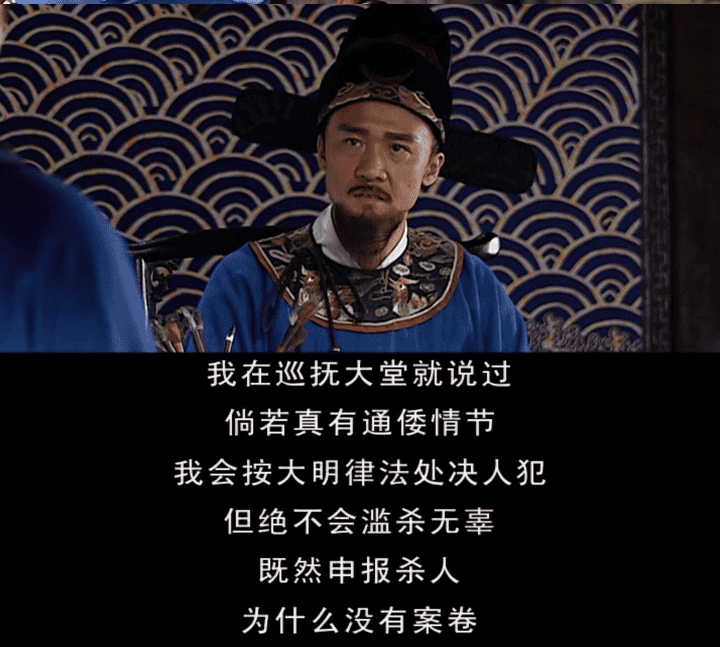 我在巡抚大堂就说过
倘若真有通倭情节
我会按大明律法处决人犯
但绝不会滥杀无辜
既然申报杀人
为什么没有案卷